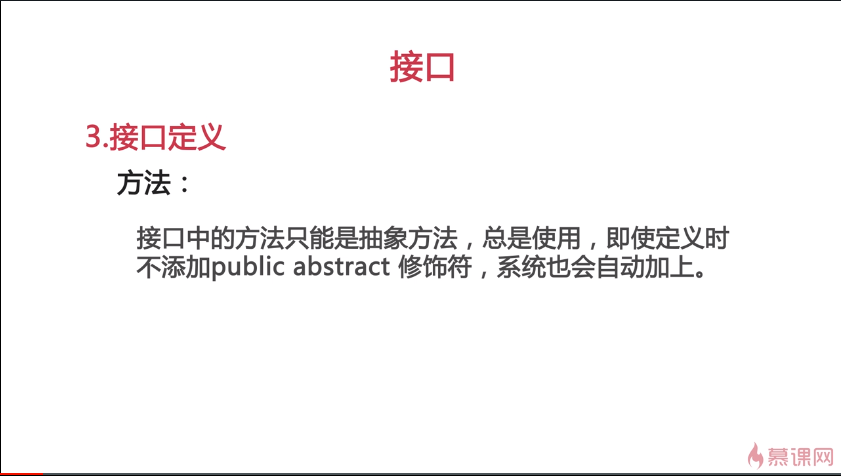 接口
3.接口定义
方法：
接口中的方法只能是抽象方法，总是使用，即使定义时
不添加public abstract 修饰符，系统也会自动加上。
慕课网